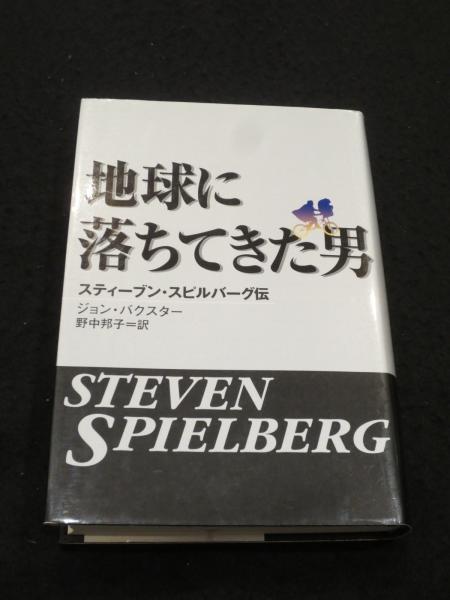 地球に
落ちてきた男
スティーブン・スピルバーグ伝
ジョン・バクスター
野中邦子=訳
STEVEN
SPIELBERG